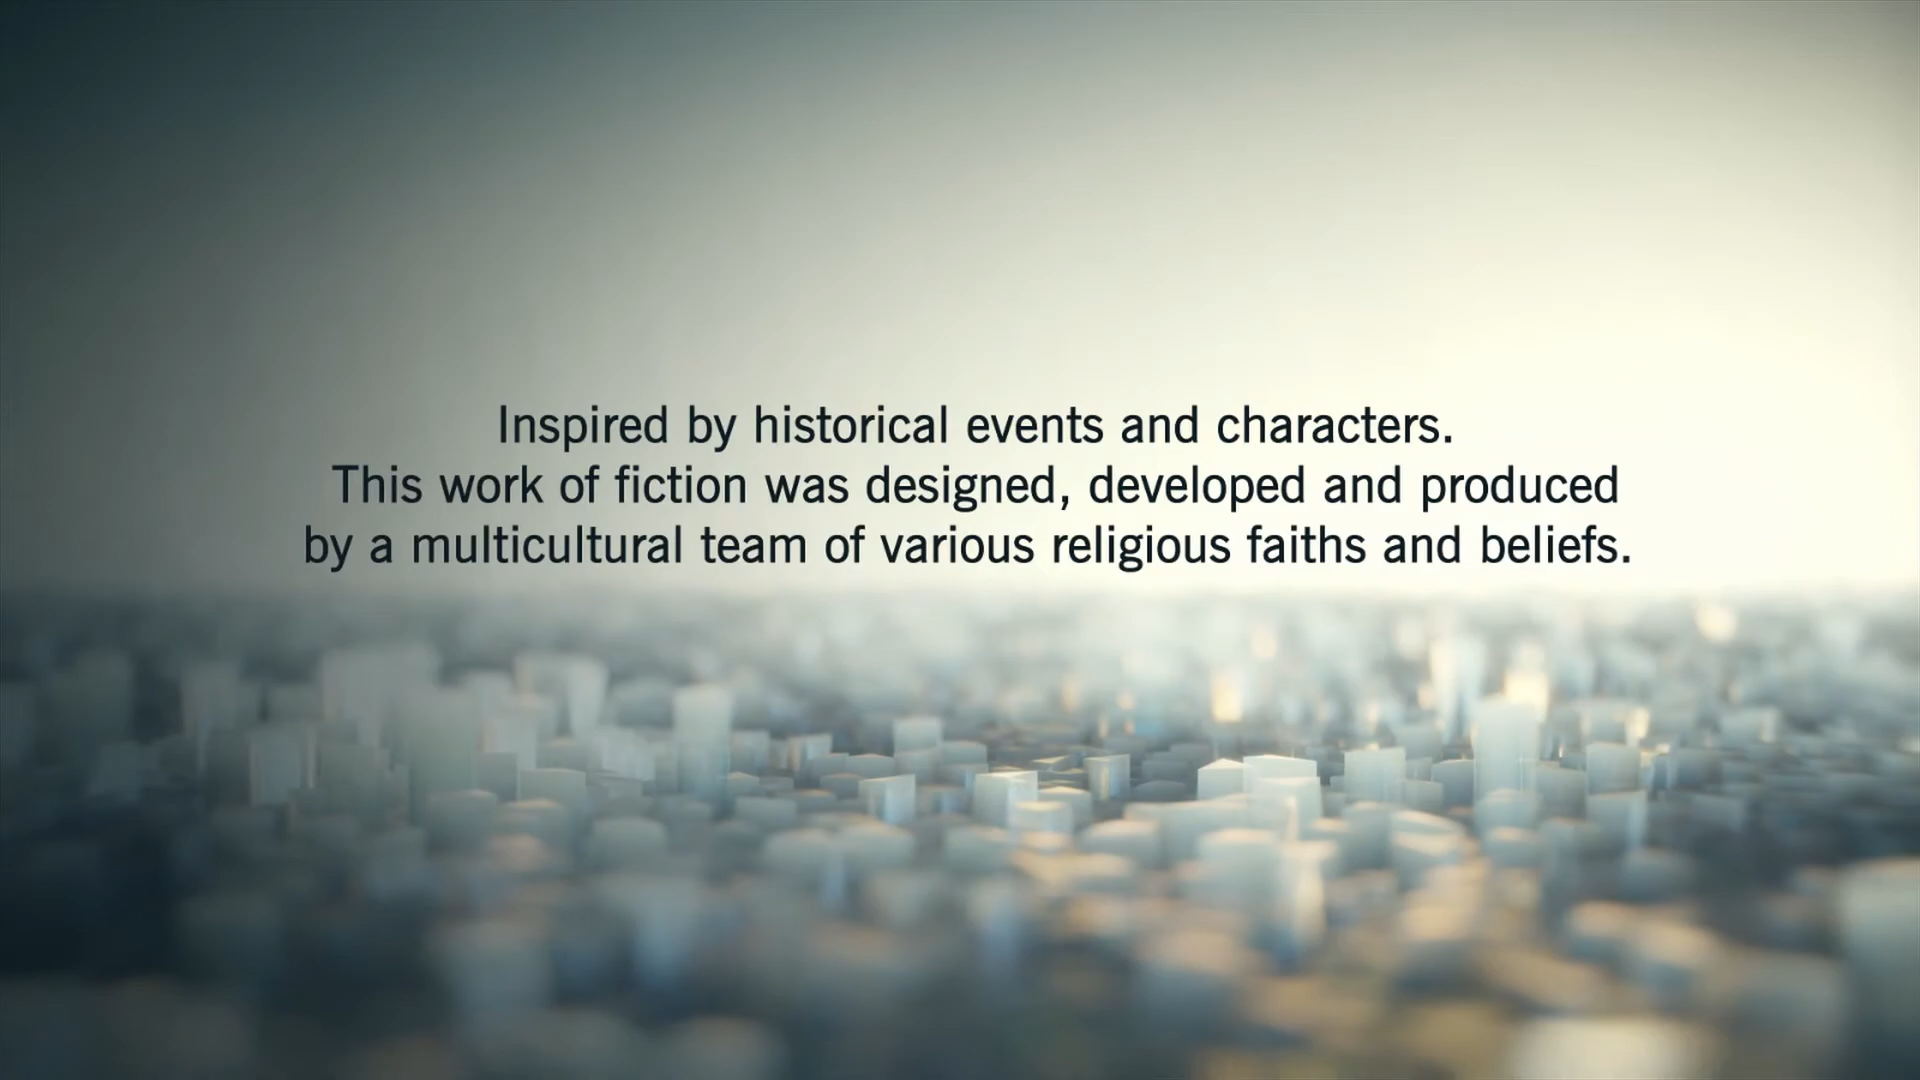 Inspired by historical events and characters.
This work of fiction was designed, developed and produced
by a multicultural team of various religious faiths and beliefs.